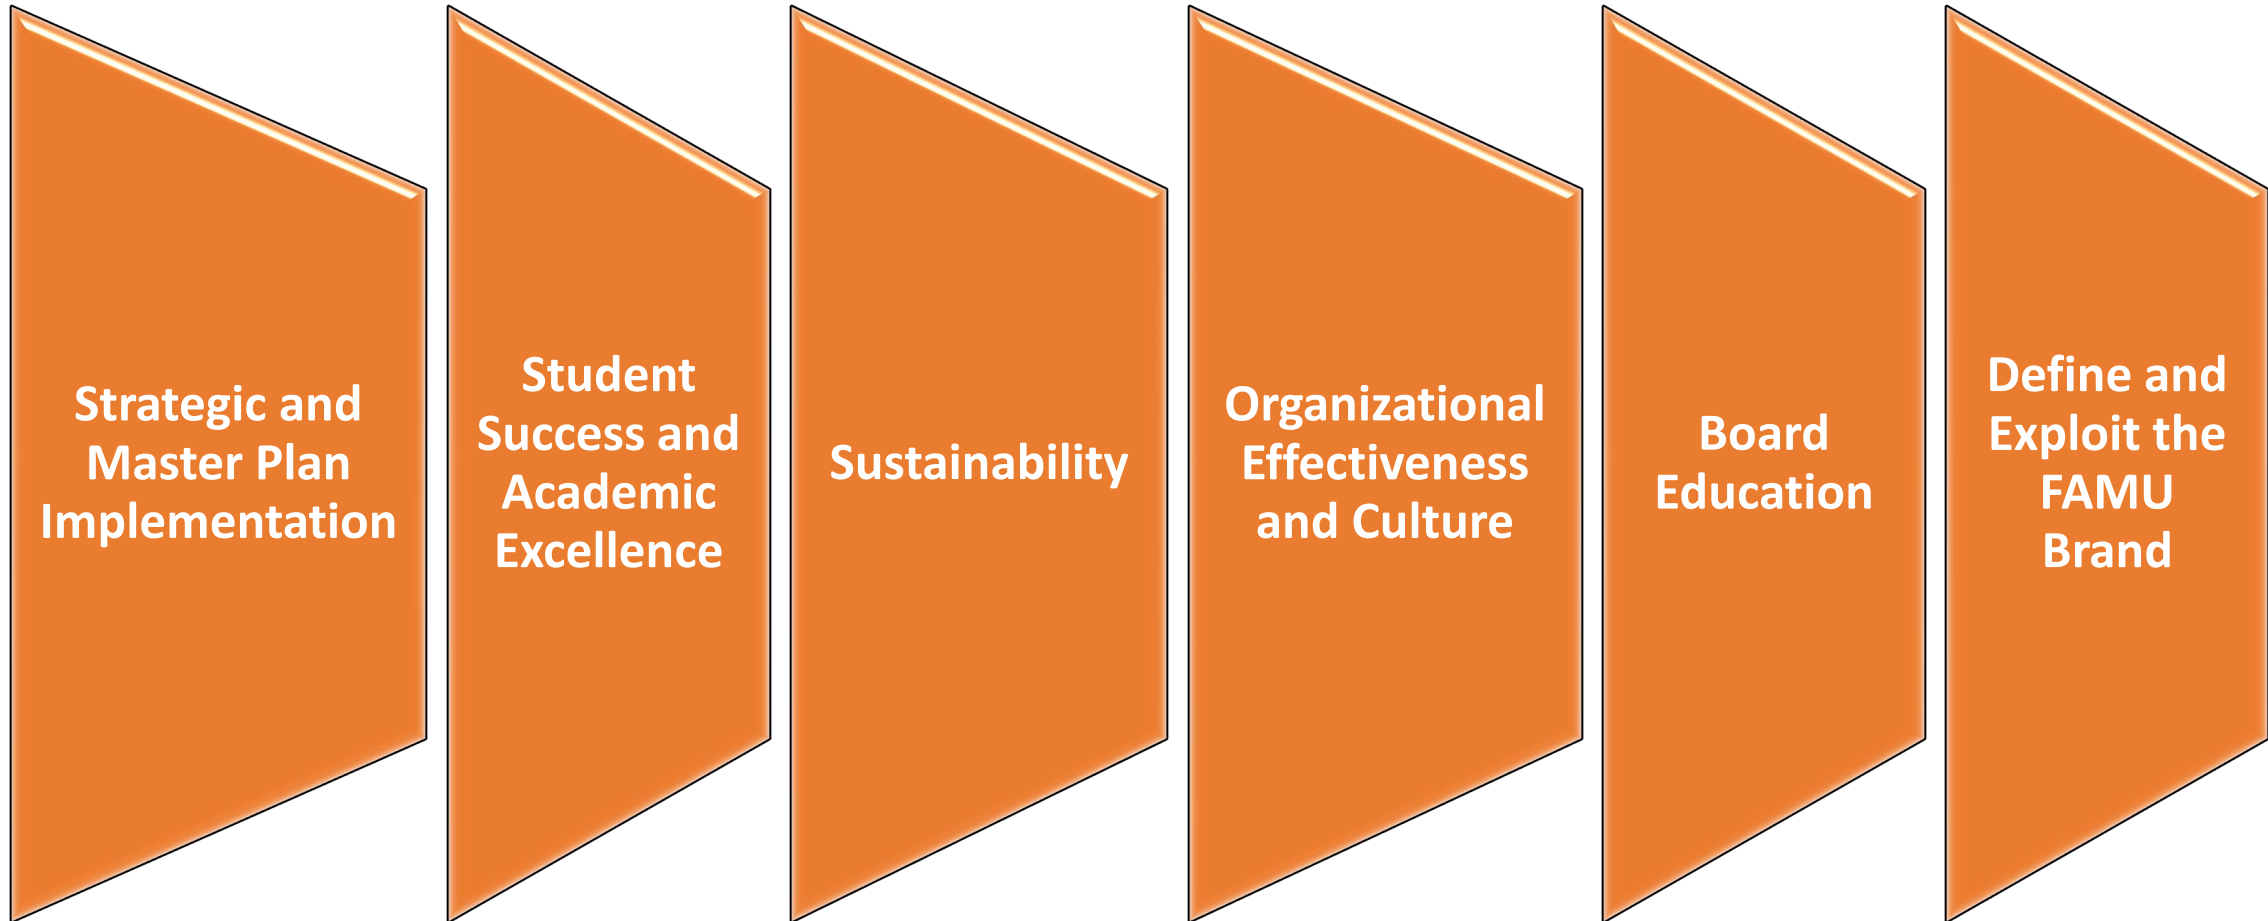 Strategic and
Master Plan
Implementation
Student
Success and
Academic
Excellence
Sustainability
Organizational
Effectiveness
and Culture
Board
Education
Define and
Exploit the
FAMU
Brand